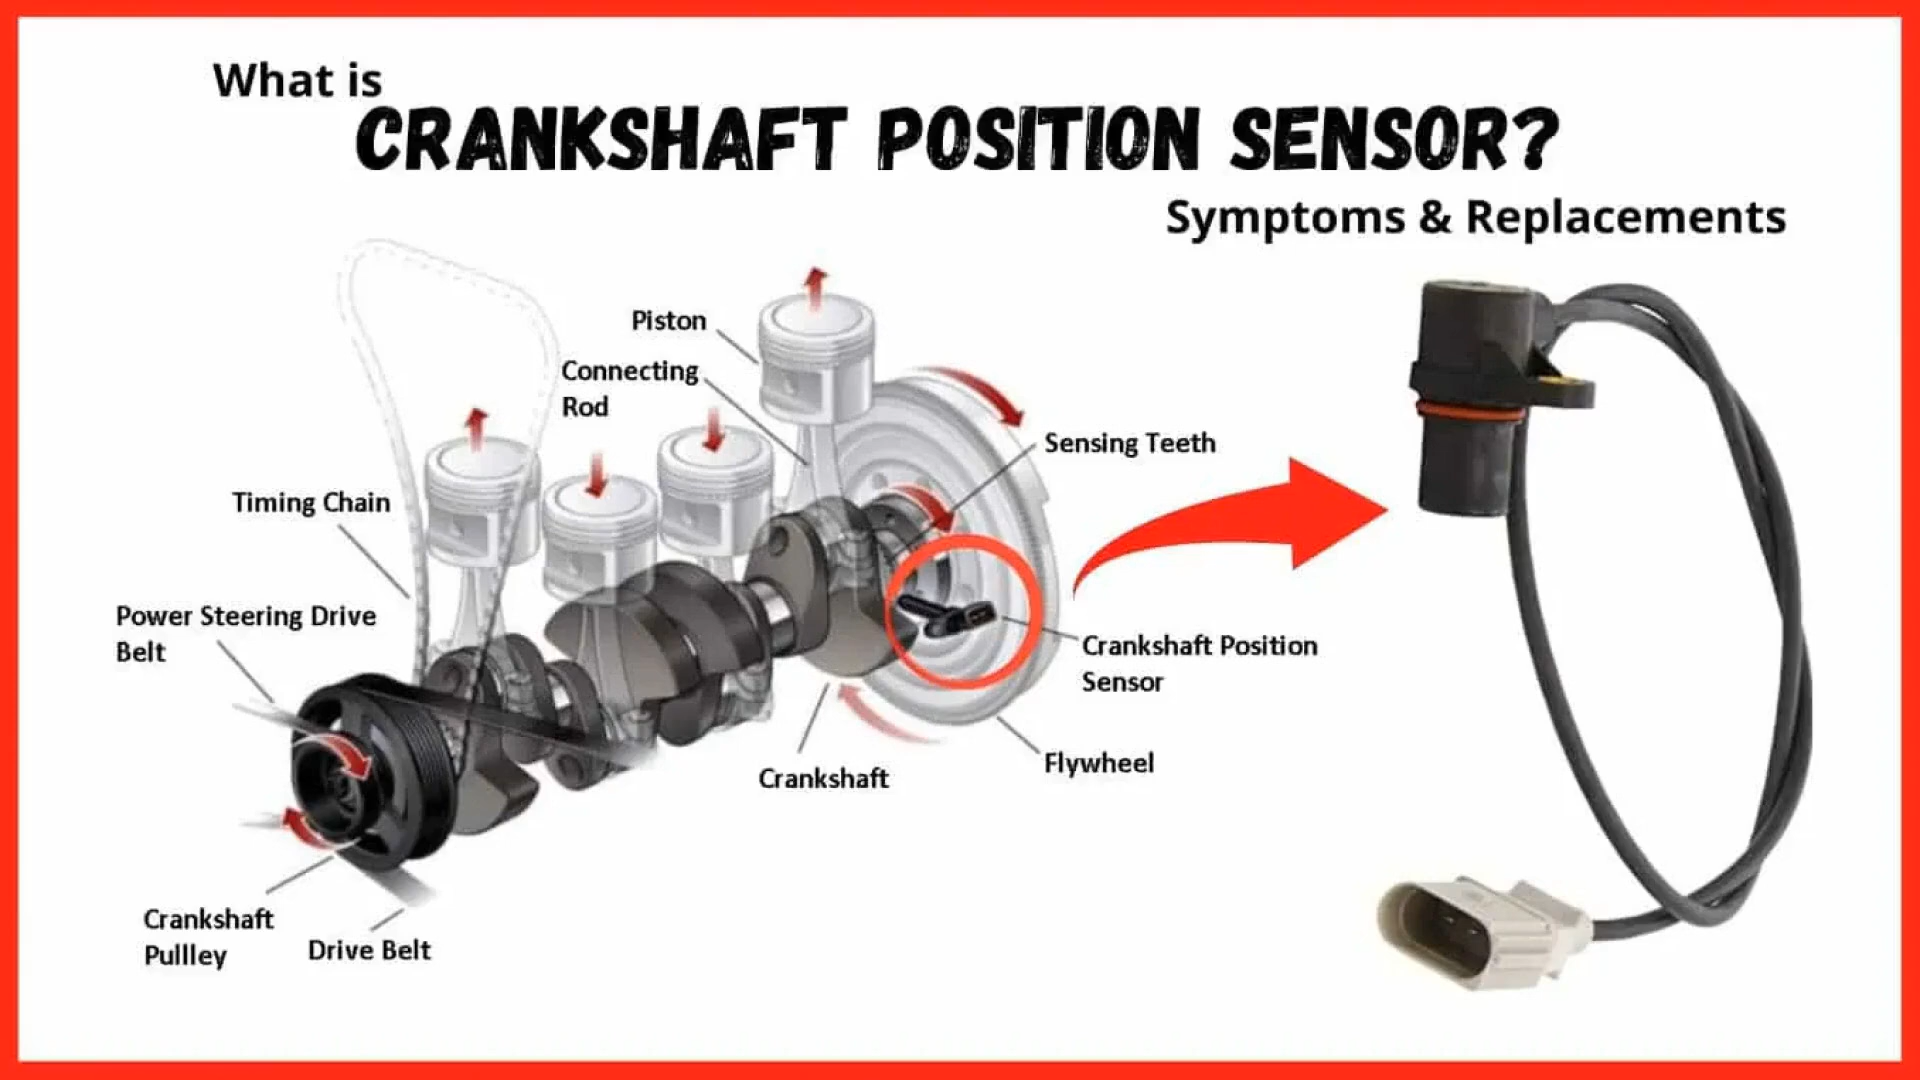 What is
CRANKSHAFT POSITION SENSOR?
Symptoms & Replacements
Piston
Connecting
Rod
Sensing Teeth
Timing Chain
Power Steering Drive
Belt
Crankshaft Position
Sensor
Flywheel
Crankshaft
Crankshaft
Pullley
Drive Belt